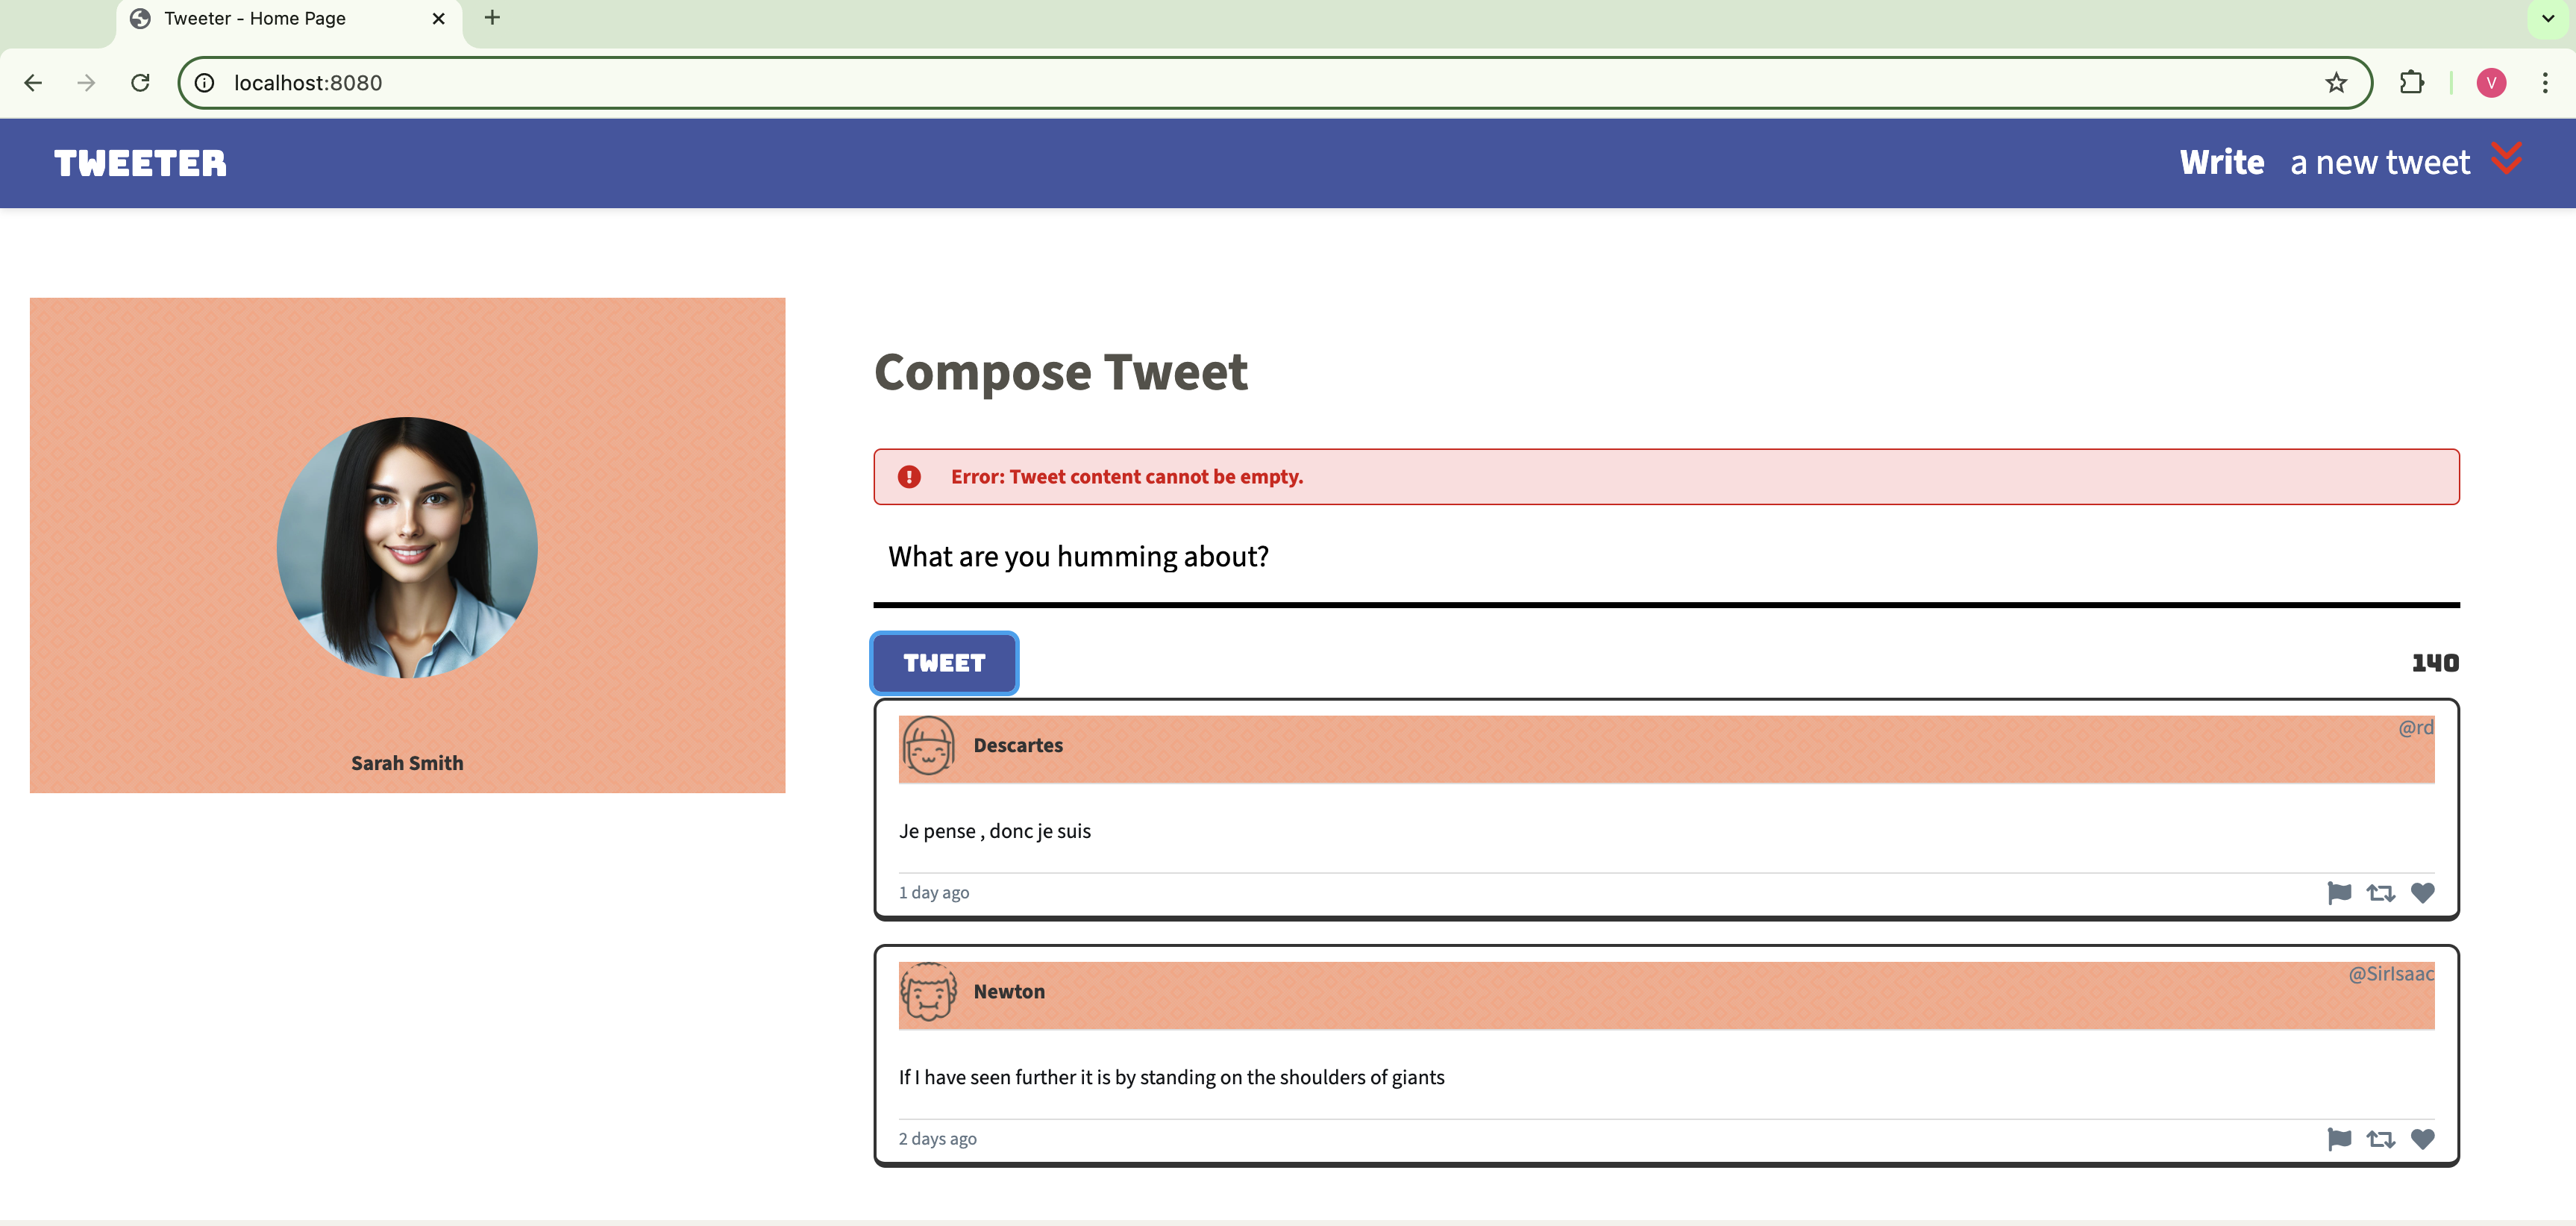 Tweeter - Home Page
localhost:8080
V
TWEETER
Write a new tweet
Sarah Smith
Compose Tweet
Error: Tweet content cannot be empty.
What are you humming about?
TWEET
140
Descartes
@rd
Je pense , donc je suis
1 day ago
Newton
@SirIsaac
If I have seen further it is by standing on the shoulders of giants
2 days ago